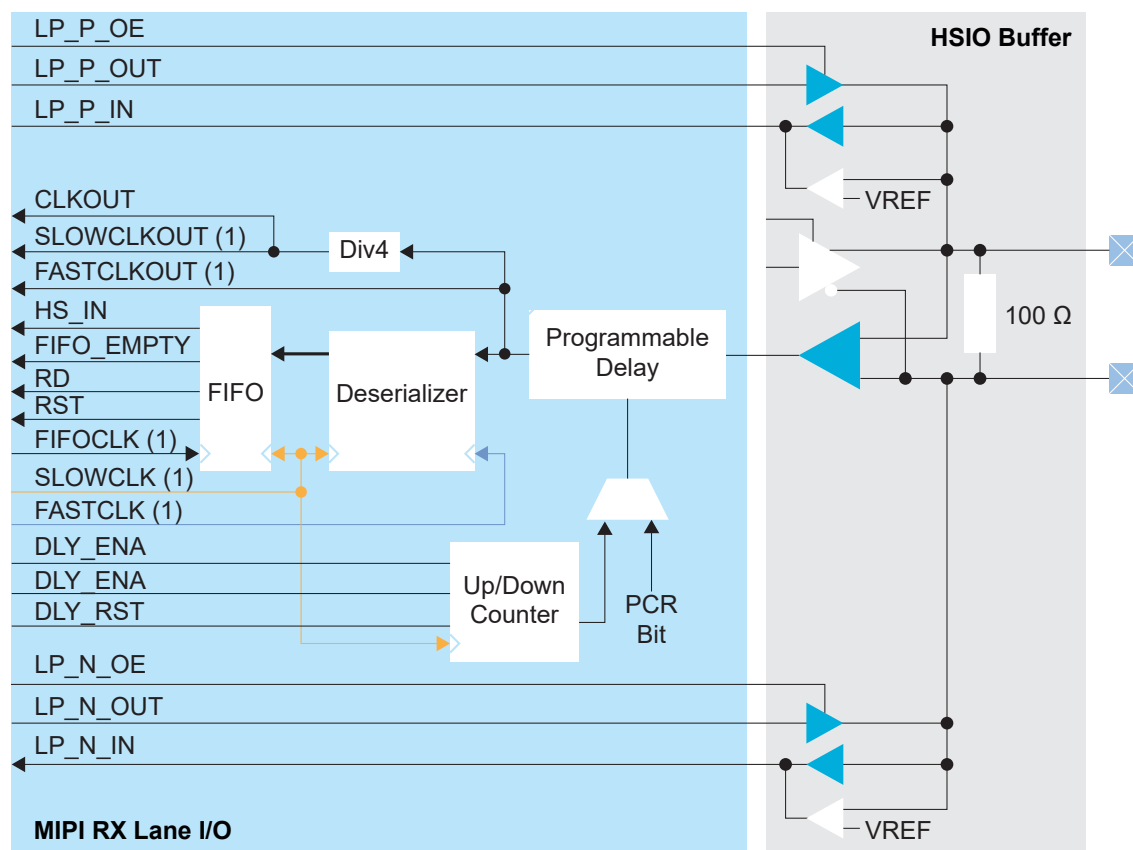 LP_P_OE
HSIO Buffer
LP_P_OUT
LP_P_IN
CLKOUT
VREF
SLOWCLKOUT (1)
Div4
FASTCLKOUT (1)
HS_IN
100 Ω
Programmable
Delay
FIFO_EMPTY
RD
FIFO
Deserializer
RST
FIFOCLK (1)
SLOWCLK (1)
FASTCLK (1)
DLY_ENA
DLY_ENA
Up/Down
Counter
PCR
Bit
DLY_RST
LP_N_OE
LP_N_OUT
LP_N_IN
MIPI RX Lane I/O
VREF